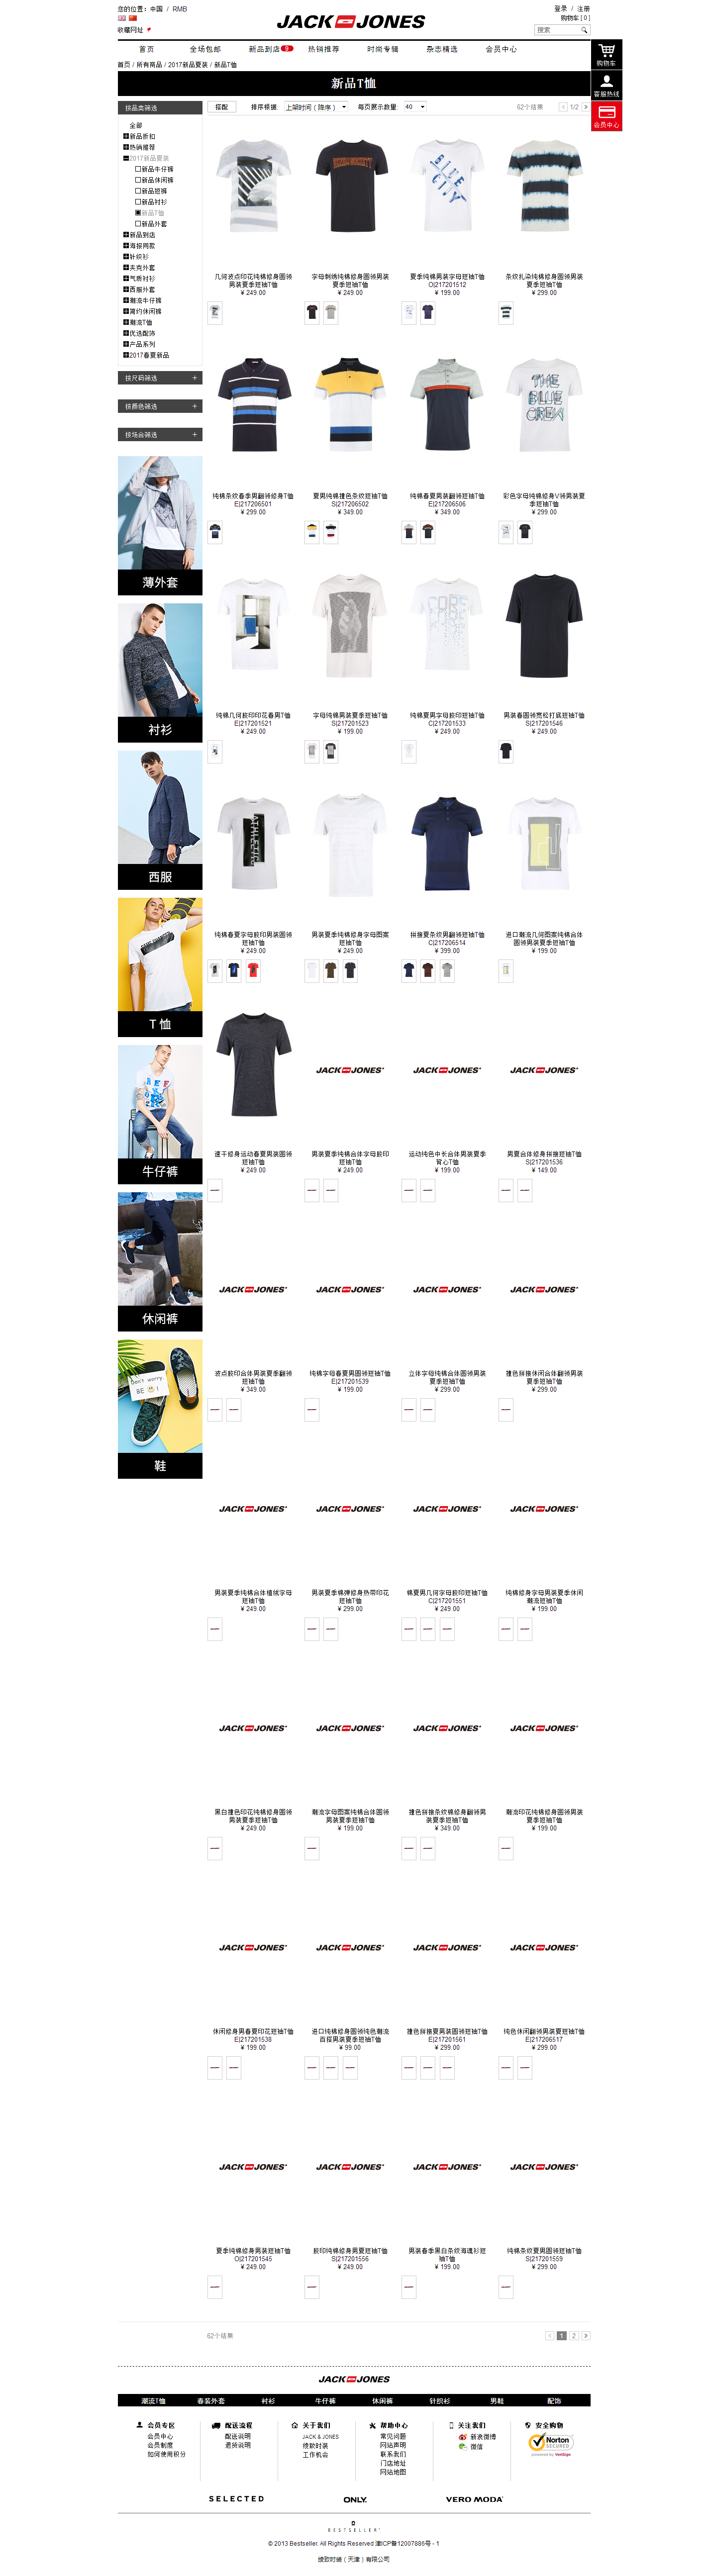 您的位置：中国 / RMB
登录 / 注册
JACK JONES
购物车 [ 0 ]
收藏网址
搜索
首页 全场包邮 新品到店 热销推荐 时尚专辑 杂志精选 会员中心
购物车
客服热线
会员中心
首页 / 所有商品 / 2017新品夏装 / 新品T恤
新品T恤
按品类筛选
搭配 排序根据: 上架时间（降序） 每页展示数量: 40 62个结果 1/2
全部
新品折扣
热销推荐
2017新品夏装
新品牛仔裤
新品休闲裤
新品短裤
新品衬衫
新品T恤
新品外套
新品到店
海报同款
针织衫
夹克外套
气质衬衫
西服外套
潮流牛仔裤
简约休闲裤
潮流T恤
优选配饰
产品系列
2017春夏新品
按尺码筛选 +
按颜色筛选 +
按场合筛选 +
薄外套
衬衫
西服
T 恤
牛仔裤
休闲裤
鞋
几何波点印花纯棉修身圆领男装夏季短袖T恤
¥ 249.00
字母刺绣纯棉修身圆领男装夏季短袖T恤
¥ 249.00
夏季纯棉男装字母短袖T恤O|217201512
¥ 199.00
条纹扎染纯棉修身圆领男装夏季短袖T恤
¥ 299.00
纯棉条纹春季男翻领修身T恤E|217206501
¥ 299.00
夏男纯棉撞色条纹短袖T恤S|217206502
¥ 349.00
纯棉春夏男装翻领短袖T恤E|217206506
¥ 349.00
彩色字母纯棉修身V领男装夏季短袖T恤
¥ 299.00
纯棉几何胶印印花春男T恤E|217201521
¥ 249.00
字母纯棉男装夏季短袖T恤S|217201523
¥ 199.00
纯棉夏男字母胶印短袖T恤C|217201533
¥ 249.00
男装春圆领宽松打底短袖T恤S|217201546
¥ 249.00
纯棉春夏字母胶印男装圆领短袖T恤
¥ 249.00
男装夏季纯棉修身字母图案短袖T恤
¥ 249.00
拼接夏条纹男翻领短袖T恤C|217206514
¥ 399.00
进口潮流几何图案纯棉合体圆领男装夏季短袖T恤
¥ 199.00
速干修身运动春夏男装圆领短袖T恤
¥ 249.00
男装夏季纯棉合体字母胶印短袖T恤
¥ 249.00
运动纯色中长合体男装夏季背心T恤
¥ 199.00
男夏合体修身拼接短袖T恤S|217201536
¥ 149.00
波点胶印合体男装夏季翻领短袖T恤
¥ 349.00
纯棉字母春夏男圆领短袖T恤E|217201539
¥ 199.00
立体字母纯棉合体圆领男装夏季短袖T恤
¥ 299.00
撞色拼接休闲合体翻领男装夏季短袖T恤
¥ 299.00
男装夏季纯棉合体植绒字母短袖T恤
¥ 249.00
男装夏季棉弹修身热带印花短袖T恤
¥ 299.00
棉夏男几何字母胶印短袖T恤C|217201551
¥ 249.00
纯棉修身字母男装夏季休闲潮流短袖T恤
¥ 199.00
黑白撞色印花纯棉修身圆领男装夏季短袖T恤
¥ 249.00
潮流字母图案纯棉合体圆领男装夏季短袖T恤
¥ 199.00
撞色拼接条纹棉修身翻领男装夏季短袖T恤
¥ 349.00
潮流印花纯棉修身圆领男装夏季短袖T恤
¥ 199.00
休闲修身男春夏印花短袖T恤E|217201538
¥ 199.00
进口纯棉修身圆领纯色潮流百搭男装夏季短袖T恤
¥ 99.00
撞色拼接夏男装圆领短袖T恤E|217201561
¥ 299.00
纯色休闲翻领男装夏短袖T恤E|217206517
¥ 299.00
夏季纯棉修身男装短袖T恤O|217201545
¥ 249.00
胶印纯棉修身男夏短袖T恤S|217201556
¥ 249.00
男装春季黑白条纹海魂衫短袖T恤
¥ 199.00
纯棉条纹夏男圆领短袖T恤S|217201559
¥ 299.00
62个结果 1 2
JACK JONES
潮流T恤 春装外套 衬衫 牛仔裤 休闲裤 针织衫 男鞋 配饰
会员专区
会员中心
会员制度
如何使用积分
配送流程
配送说明
退货说明
关于我们
JACK & JONES
绫致时装
工作机会
帮助中心
常见问题
网站声明
联系我们
门店地址
网站地图
关注我们
新浪微博
微信
安全购物
Norton
SECURED
powered by VeriSign
SELECTED ONLY. VERO MODA
BESTSELLER
© 2013 Bestseller. All Rights Reserved 津ICP备12007886号 - 1
绫致时装（天津）有限公司